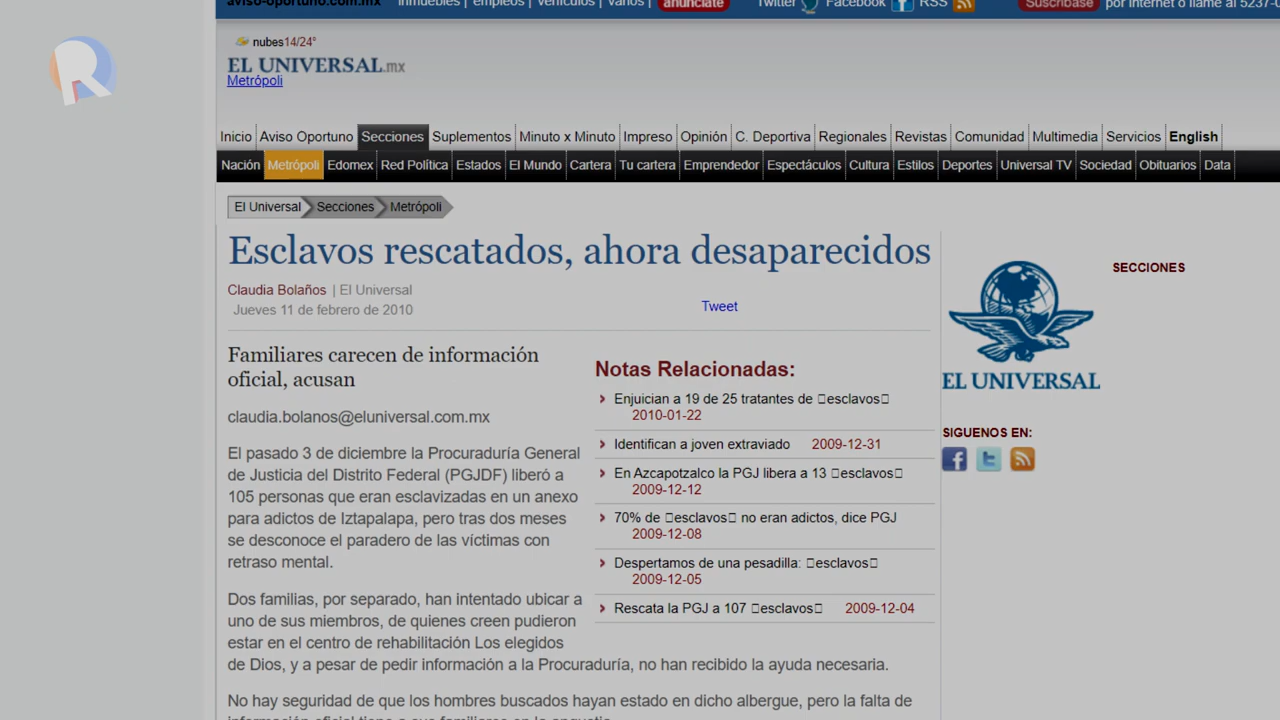 aviso-oportuno.com.mx inmuebles | empleos | vehículos | varios | anúnciate Twitter Facebook RSS Suscríbase por internet o llame al 5237-0
R
nubes14/24°
EL UNIVERSAL.mx
Metrópoli
Inicio Aviso Oportuno Secciones Suplementos Minuto x Minuto Impreso Opinión C. Deportiva Regionales Revistas Comunidad Multimedia Servicios English
Nación Metrópoli Edomex Red Política Estados El Mundo Cartera Tu cartera Emprendedor Espectáculos Cultura Estilos Deportes Universal TV Sociedad Obituarios Data
El Universal Secciones Metrópoli
Esclavos rescatados, ahora desaparecidos
Claudia Bolaños | El Universal
Jueves 11 de febrero de 2010
Tweet
Familiares carecen de información
oficial, acusan
claudia.bolanos@eluniversal.com.mx
El pasado 3 de diciembre la Procuraduría General
de Justicia del Distrito Federal (PGJDF) liberó a
105 personas que eran esclavizadas en un anexo
para adictos de Iztapalapa, pero tras dos meses
se desconoce el paradero de las víctimas con
retraso mental.
Dos familias, por separado, han intentado ubicar a
uno de sus miembros, de quienes creen pudieron
estar en el centro de rehabilitación Los elegidos
de Dios, y a pesar de pedir información a la Procuraduría, no han recibido la ayuda necesaria.
No hay seguridad de que los hombres buscados hayan estado en dicho albergue, pero la falta de
información oficial tiene a sus familiares en la angustia.
Notas Relacionadas:
Enjuician a 19 de 25 tratantes de □esclavos□
2010-01-22
Identifican a joven extraviado 2009-12-31
En Azcapotzalco la PGJ libera a 13 □esclavos□
2009-12-12
70% de □esclavos□ no eran adictos, dice PGJ
2009-12-08
Despertamos de una pesadilla: □esclavos□
2009-12-05
Rescata la PGJ a 107 □esclavos□ 2009-12-04
SECCIONES
EL UNIVERSAL
SIGUENOS EN: